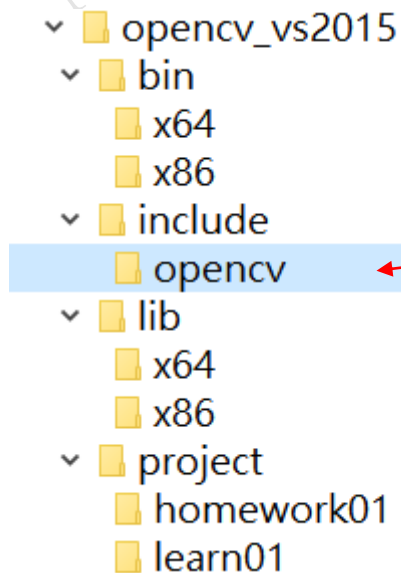 opencv_vs2015
bin
x64
x86
include
opencv
lib
x64
x86
project
homework01
learn01